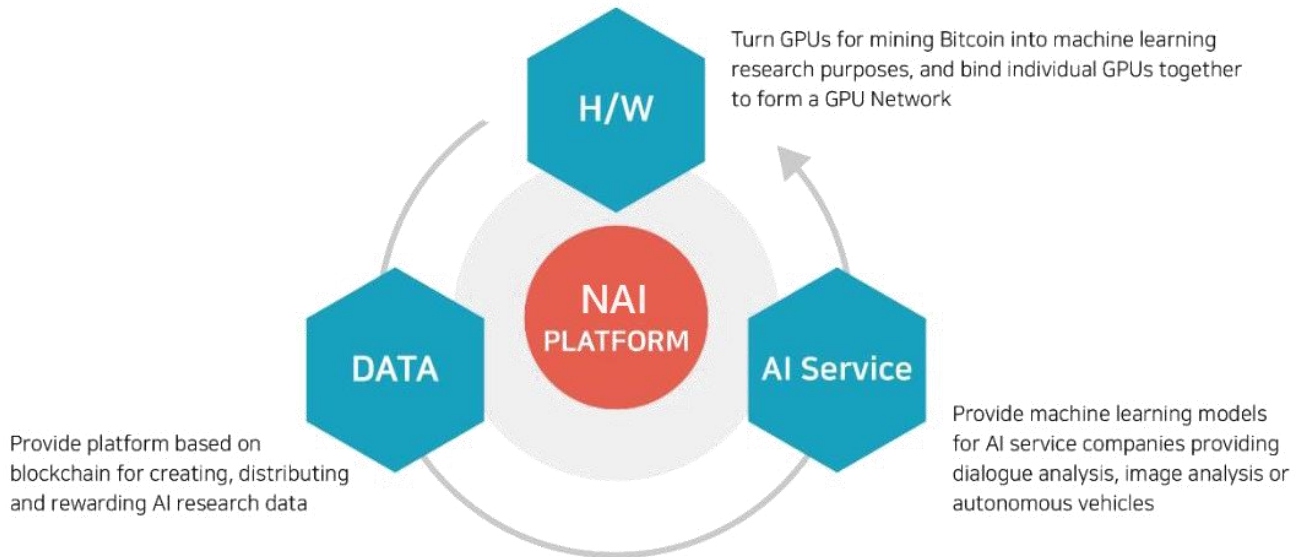 Turn GPUs for mining Bitcoin into machine learning
research purposes, and bind individual GPUs together
to form a GPU Network
H/W
NAI
PLATFORM
DATA
AI Service
Provide platform based on
blockchain for creating, distributing
and rewarding AI research data
Provide machine learning models
for AI service companies providing
dialogue analysis, image analysis or
autonomous vehicles